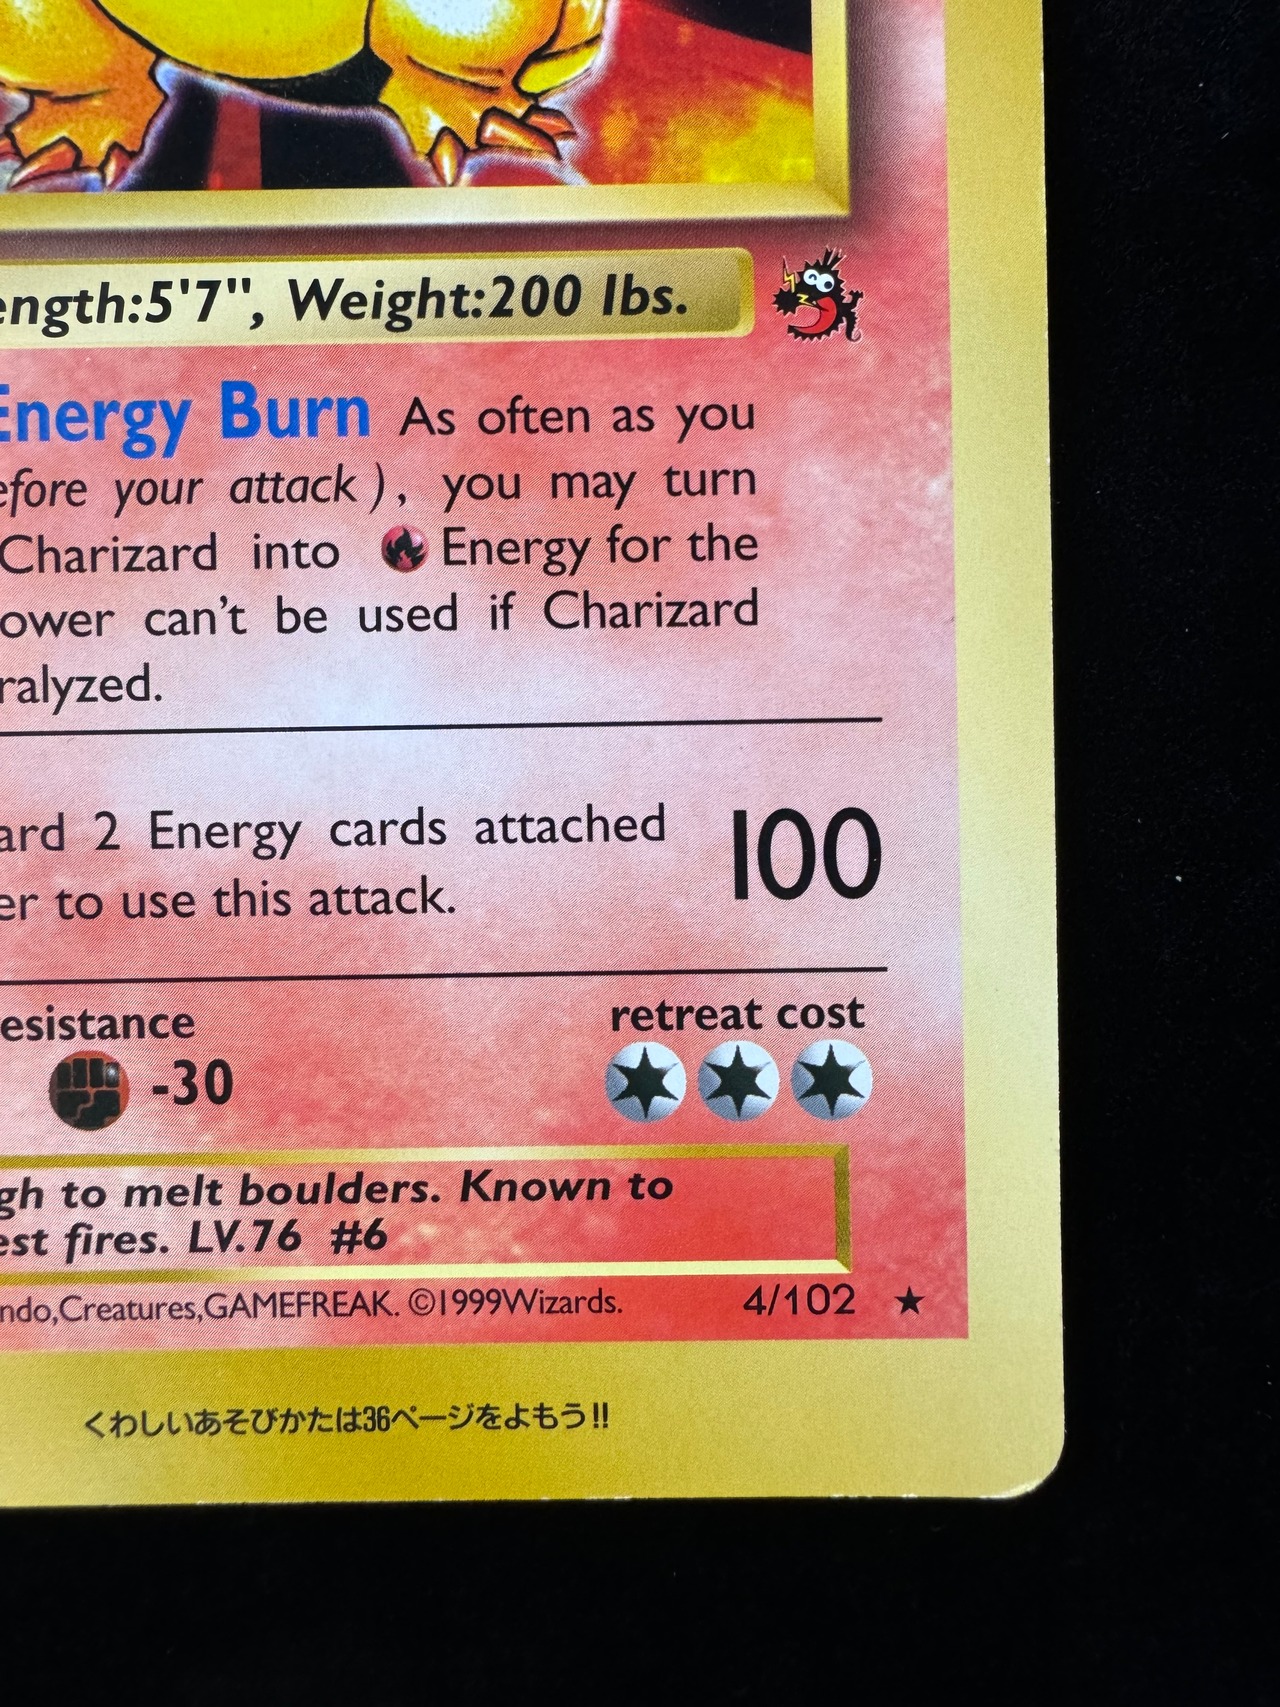 ength:5'7", Weight:200 lbs.
Energy Burn As often as you
efore your attack), you may turn
Charizard into Energy for the
ower can't be used if Charizard
ralyzed.
ard 2 Energy cards attached
er to use this attack.
100
esistance
retreat cost
-30
gh to melt boulders. Known to
est fires. LV.76 #6
ndo,Creatures,GAMEFREAK. ©1999Wizards.
4/102 ★
くわしいあそびかたは36ページをよもう!!